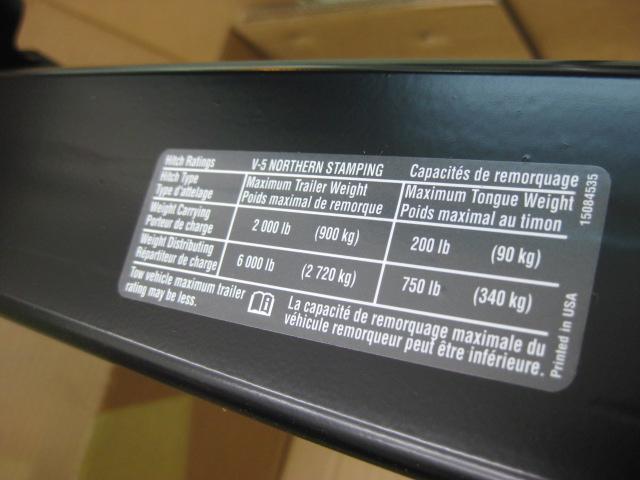 Hitch Ratings V-5 NORTHERN STAMPING Capacités de remorquage
Hitch Type Maximum Trailer Weight Maximum Tongue Weight
Type d'attelage Poids maximal de remorque Poids maximal au timon
Weight Carrying 2 000 lb (900 kg) 200 lb (90 kg)
Porteur de charge
Weight Distributing 6 000 lb (2 720 kg) 750 lb (340 kg)
Répartiteur de charge
Tow vehicle maximum trailer
rating may be less.
La capacité de remorquage maximale du
véhicule remorqueur peut être inférieure.
15084535
Printed in USA